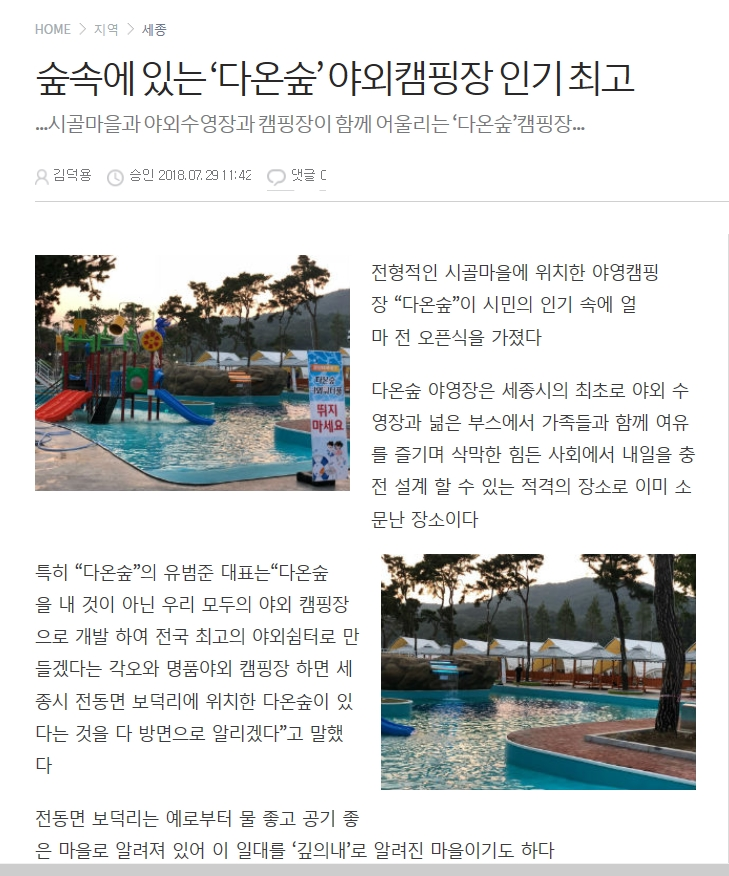 HOME > 지역 > 세종
숲속에 있는 ‘다온숲’ 야외캠핑장 인기 최고
...시골마을과 야외수영장과 캠핑장이 함께 어울리는 ‘다온숲’캠핑장...
김덕용 승인 2018.07.29 11:42 댓글 0
전형적인 시골마을에 위치한 야영캠핑
장 “다온숲”이 시민의 인기 속에 얼
마 전 오픈식을 가졌다
다온숲
뛰지
마세요
다온숲 야영장은 세종시의 최초로 야외 수
영장과 넓은 부스에서 가족들과 함께 여유
를 즐기며 삭막한 힘든 사회에서 내일을 충
전 설계 할 수 있는 적격의 장소로 이미 소
문난 장소이다
특히 “다온숲”의 유범준 대표는“다온숲
을 내 것이 아닌 우리 모두의 야외 캠핑장
으로 개발 하여 전국 최고의 야외쉼터로 만
들겠다는 각오와 명품야외 캠핑장 하면 세
종시 전동면 보덕리에 위치한 다온숲이 있
다는 것을 다 방면으로 알리겠다”고 말했
다
전동면 보덕리는 예로부터 물 좋고 공기 좋
은 마을로 알려져 있어 이 일대를 ‘깊의내’로 알려진 마을이기도 하다